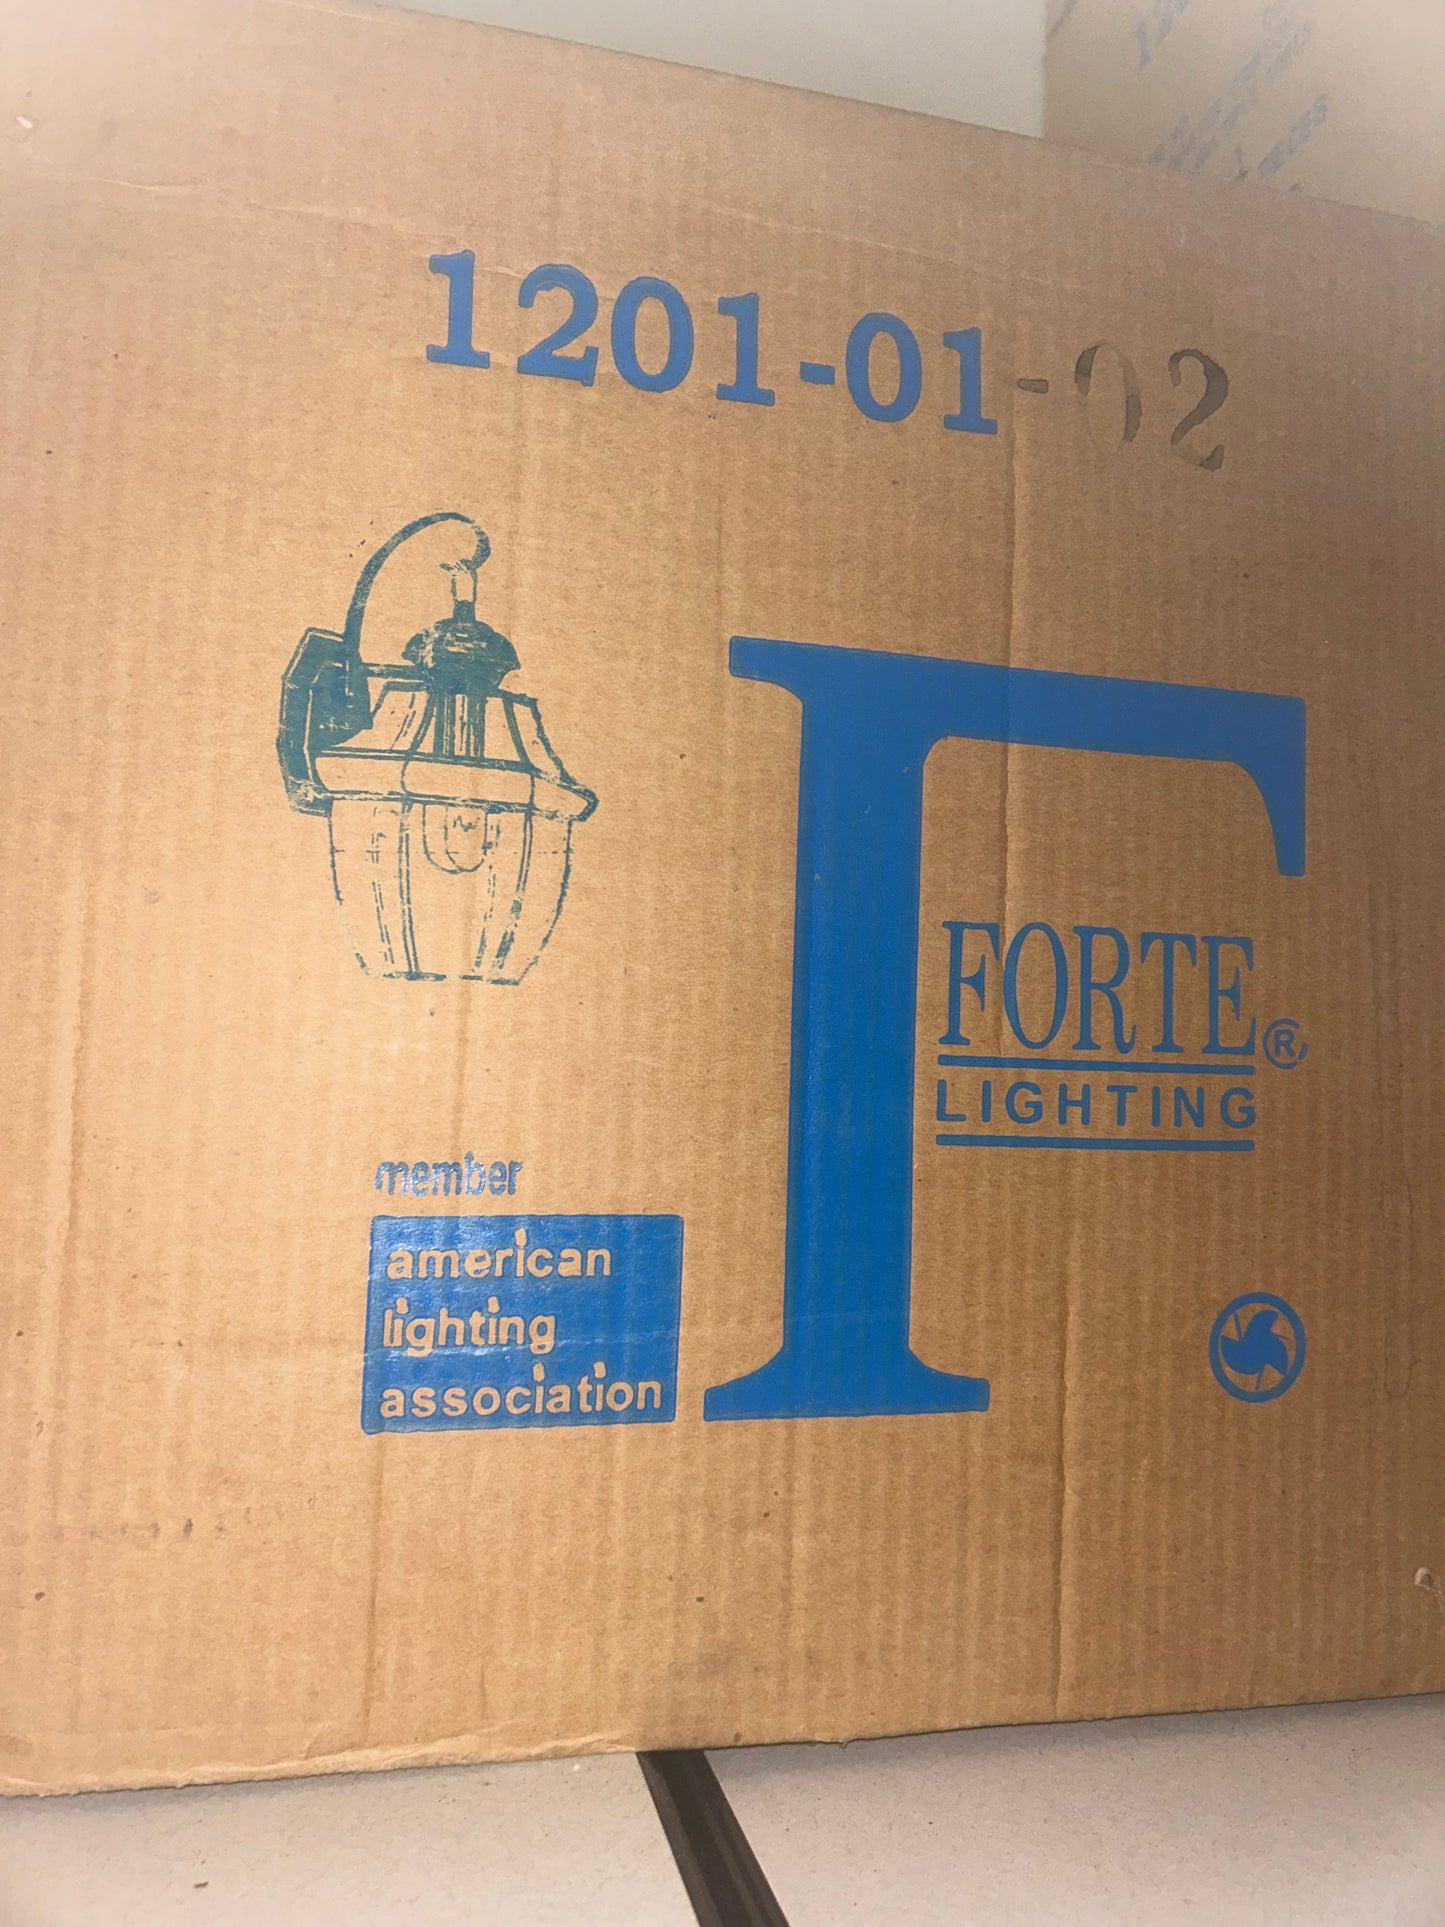 1201-01-02
FORTE®
LIGHTING
member
american
lighting
association